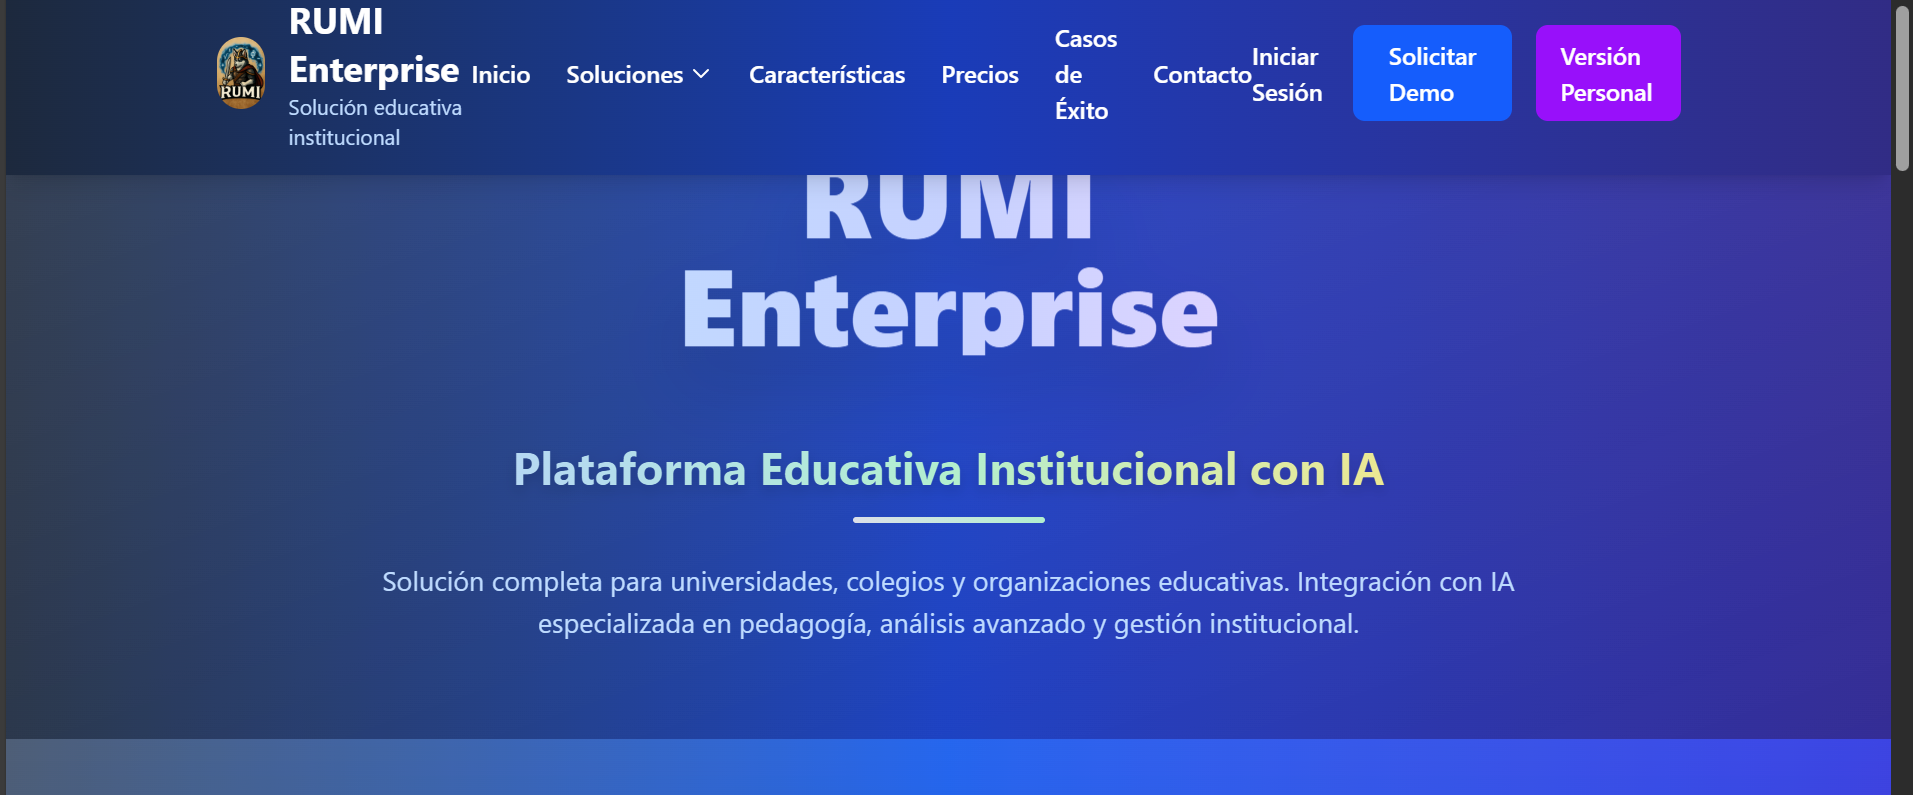 RUMI
Enterprise
Solución educativa
institucional
RUMI
Inicio
Soluciones
Características
Precios
Casos
de
Éxito
Contacto
Iniciar
Sesión
Solicitar
Demo
Versión
Personal
RUMI
Enterprise
Plataforma Educativa Institucional con IA
Solución completa para universidades, colegios y organizaciones educativas. Integración con IA
especializada en pedagogía, análisis avanzado y gestión institucional.